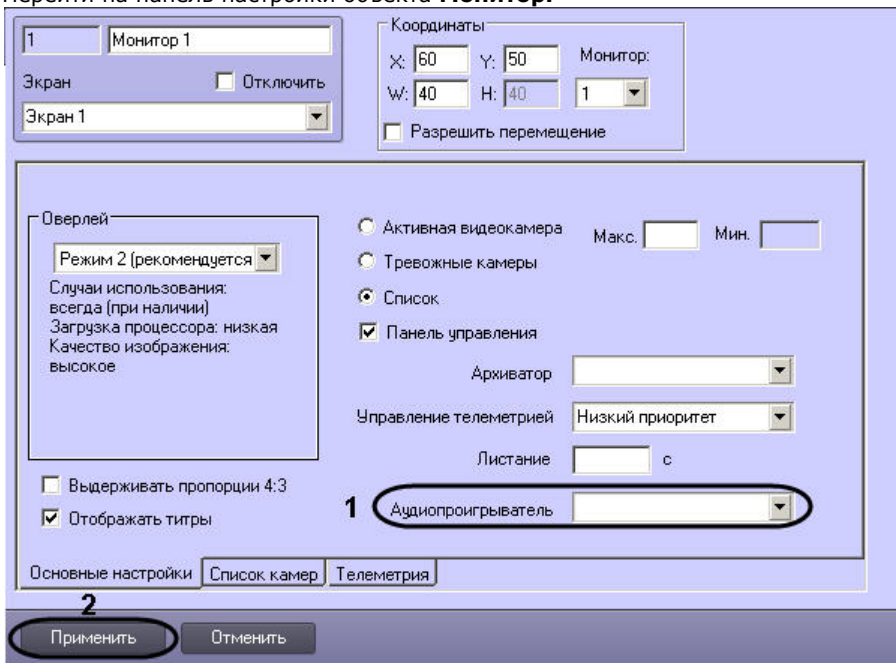 Перейти на панель настройки объекта Монитор.
1 Монитор 1
Экран Отключить
Экран 1
Координаты
X: 60 Y: 50 Монитор:
W: 40 H: 40 1
Разрешить перемещение
Оверлей
Режим 2 (рекомендуется
Случаи использования:
всегда (при наличии)
Загрузка процессора: низкая
Качество изображения:
высокое
Выдерживать пропорции 4:3
Отображать титры
Активная видеокамера Макс. Мин.
Тревожные камеры
Список
Панель управления
Архиватор
Управление телеметрией Низкий приоритет
Листание с
1 Аудиопроигрыватель
Основные настройки Список камер Телеметрия
2
Применить Отменить